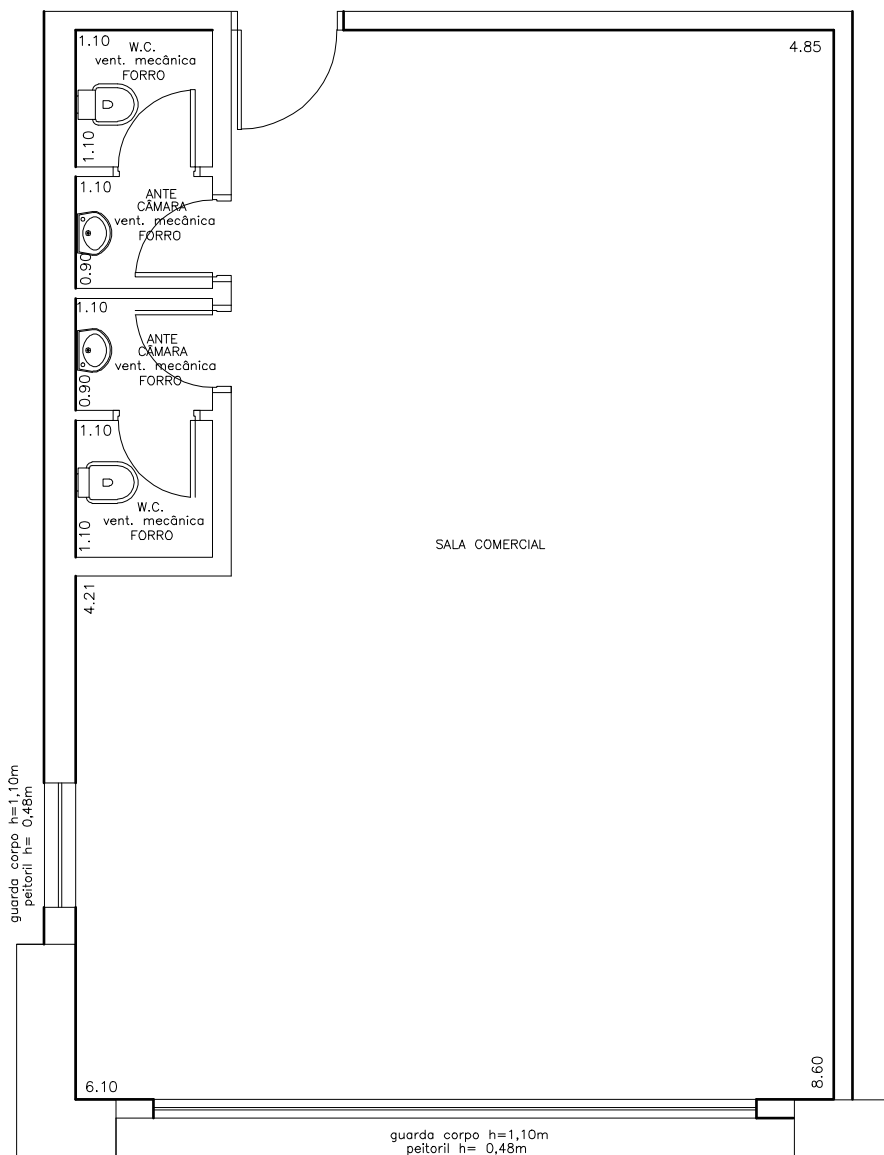 1.10
W.C.
vent. mecânica
FORRO
1.10
4.85
1.10
ANTE
CÂMARA
vent. mecânica
FORRO
0.90
1.10
ANTE
CÂMARA
vent. mecânica
FORRO
0.90
1.10
W.C.
vent. mecânica
FORRO
1.10
SALA COMERCIAL
4.21
guarda corpo h=1,10m
peitoril h= 0,48m
6.10
8.60
guarda corpo h=1,10m
peitoril h= 0,48m